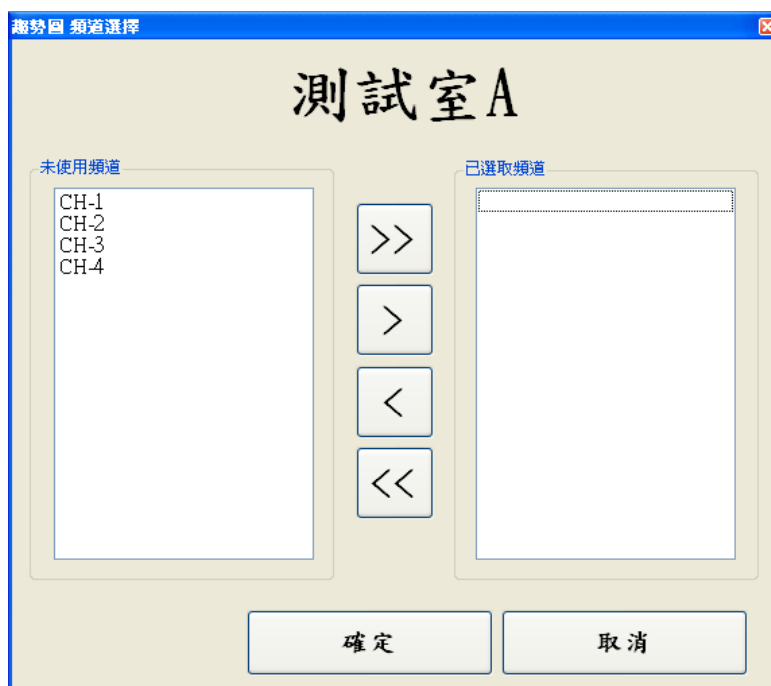 趨勢圖 頻道選擇
測試室A
未使用頻道
已選取頻道
CH-1
CH-2
CH-3
CH-4
>>
>
<
<<
確定
取消